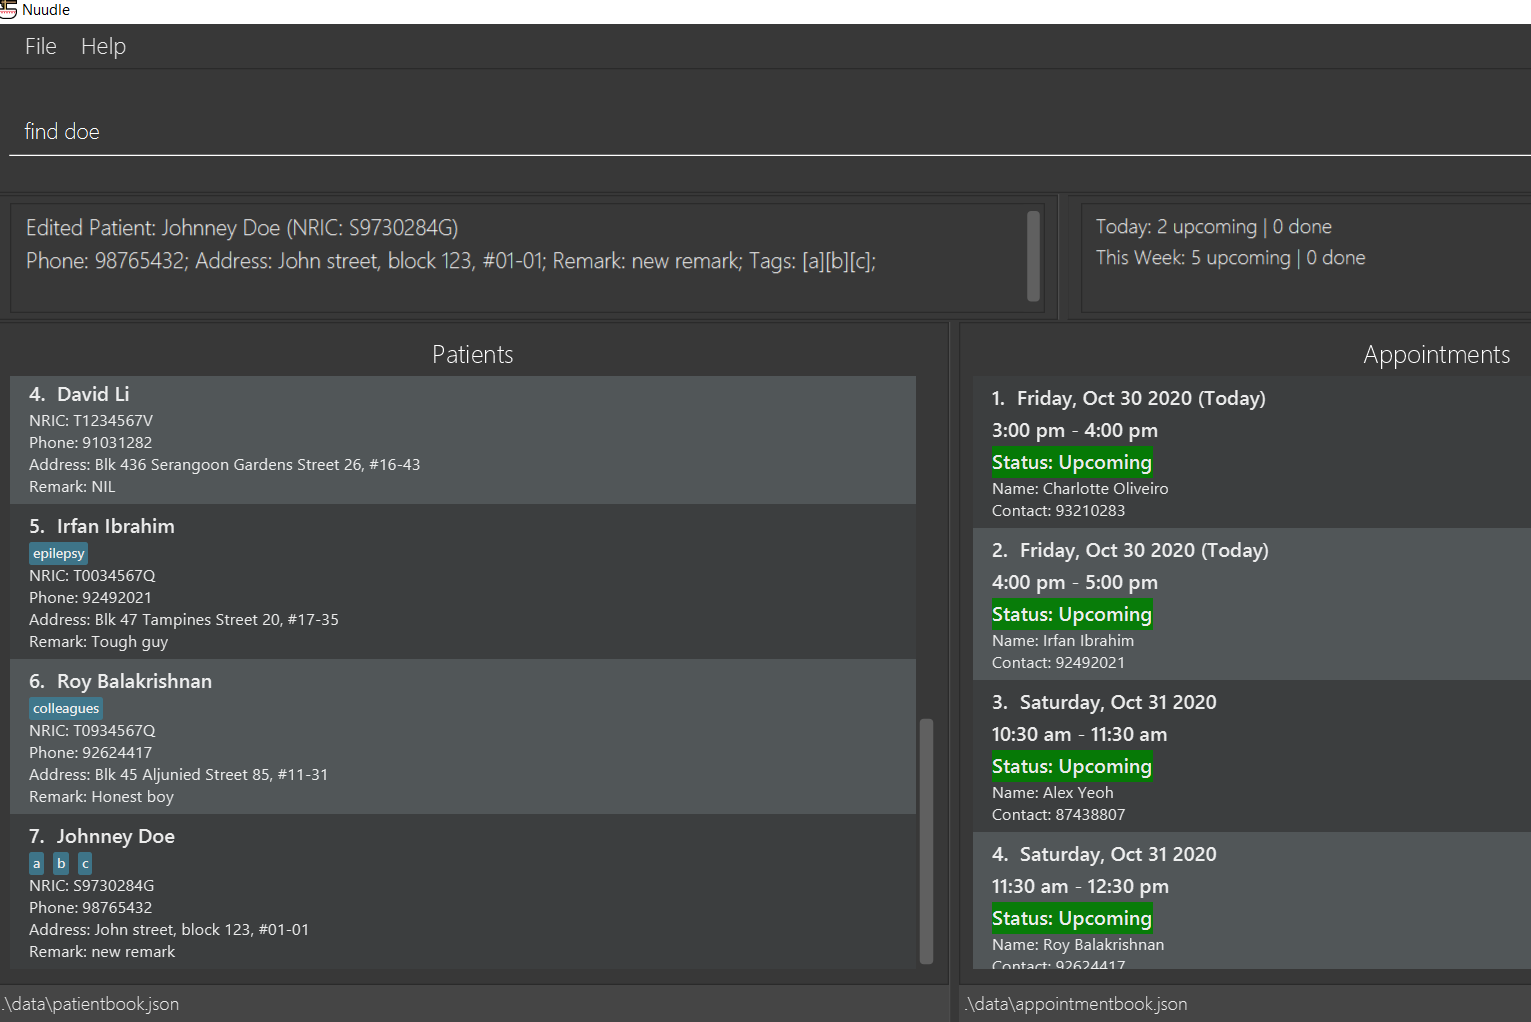 Nuudle
File Help
find doe
Edited Patient: Johnney Doe (NRIC: S9730284G)
Phone: 98765432; Address: John street, block 123, #01-01; Remark: new remark; Tags: [a][b][c];
Today: 2 upcoming | 0 done
This Week: 5 upcoming | 0 done
Patients
4. David Li
NRIC: T1234567V
Phone: 91031282
Address: Blk 436 Serangoon Gardens Street 26, #16-43
Remark: NIL
5. Irfan Ibrahim
epilepsy
NRIC: T0034567Q
Phone: 92492021
Address: Blk 47 Tampines Street 20, #17-35
Remark: Tough guy
6. Roy Balakrishnan
colleagues
NRIC: T0934567Q
Phone: 92624417
Address: Blk 45 Aljunied Street 85, #11-31
Remark: Honest boy
7. Johnney Doe
a b c
NRIC: S9730284G
Phone: 98765432
Address: John street, block 123, #01-01
Remark: new remark
Appointments
1. Friday, Oct 30 2020 (Today)
3:00 pm - 4:00 pm
Status: Upcoming
Name: Charlotte Oliveiro
Contact: 93210283
2. Friday, Oct 30 2020 (Today)
4:00 pm - 5:00 pm
Status: Upcoming
Name: Irfan Ibrahim
Contact: 92492021
3. Saturday, Oct 31 2020
10:30 am - 11:30 am
Status: Upcoming
Name: Alex Yeoh
Contact: 87438807
4. Saturday, Oct 31 2020
11:30 am - 12:30 pm
Status: Upcoming
Name: Roy Balakrishnan
Contact: 92624417
.\data\patientbook.json
.\data\appointmentbook.json